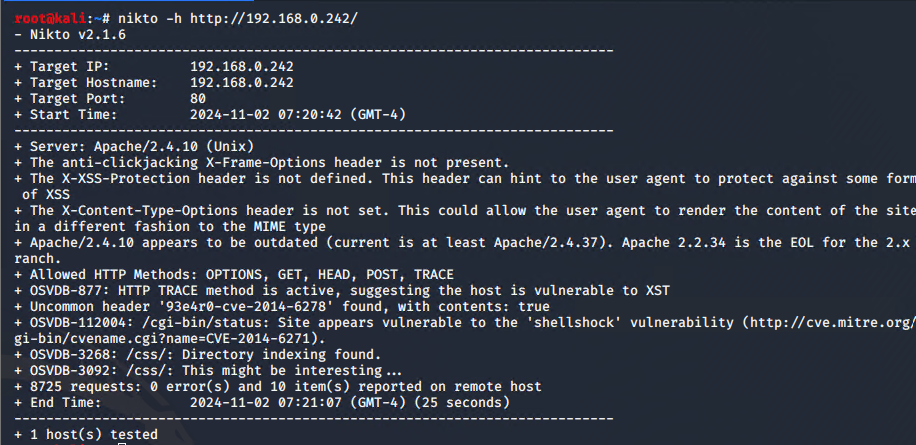 root@kali:~# nikto -h http://192.168.0.242/
- Nikto v2.1.6
---------------------------------------------------------------------------
+ Target IP:          192.168.0.242
+ Target Hostname:    192.168.0.242
+ Target Port:        80
+ Start Time:         2024-11-02 07:20:42 (GMT-4)
---------------------------------------------------------------------------
+ Server: Apache/2.4.10 (Unix)
+ The anti-clickjacking X-Frame-Options header is not present.
+ The X-XSS-Protection header is not defined. This header can hint to the user agent to protect against some form
 of XSS
+ The X-Content-Type-Options header is not set. This could allow the user agent to render the content of the site
in a different fashion to the MIME type
+ Apache/2.4.10 appears to be outdated (current is at least Apache/2.4.37). Apache 2.2.34 is the EOL for the 2.x
ranch.
+ Allowed HTTP Methods: OPTIONS, GET, HEAD, POST, TRACE
+ OSVDB-877: HTTP TRACE method is active, suggesting the host is vulnerable to XST
+ Uncommon header '93e4r0-cve-2014-6278' found, with contents: true
+ OSVDB-112004: /cgi-bin/status: Site appears vulnerable to the 'shellshock' vulnerability (http://cve.mitre.org/
gi-bin/cvename.cgi?name=CVE-2014-6271).
+ OSVDB-3268: /css/: Directory indexing found.
+ OSVDB-3092: /css/: This might be interesting...
+ 8725 requests: 0 error(s) and 10 item(s) reported on remote host
+ End Time:           2024-11-02 07:21:07 (GMT-4) (25 seconds)
---------------------------------------------------------------------------
+ 1 host(s) tested